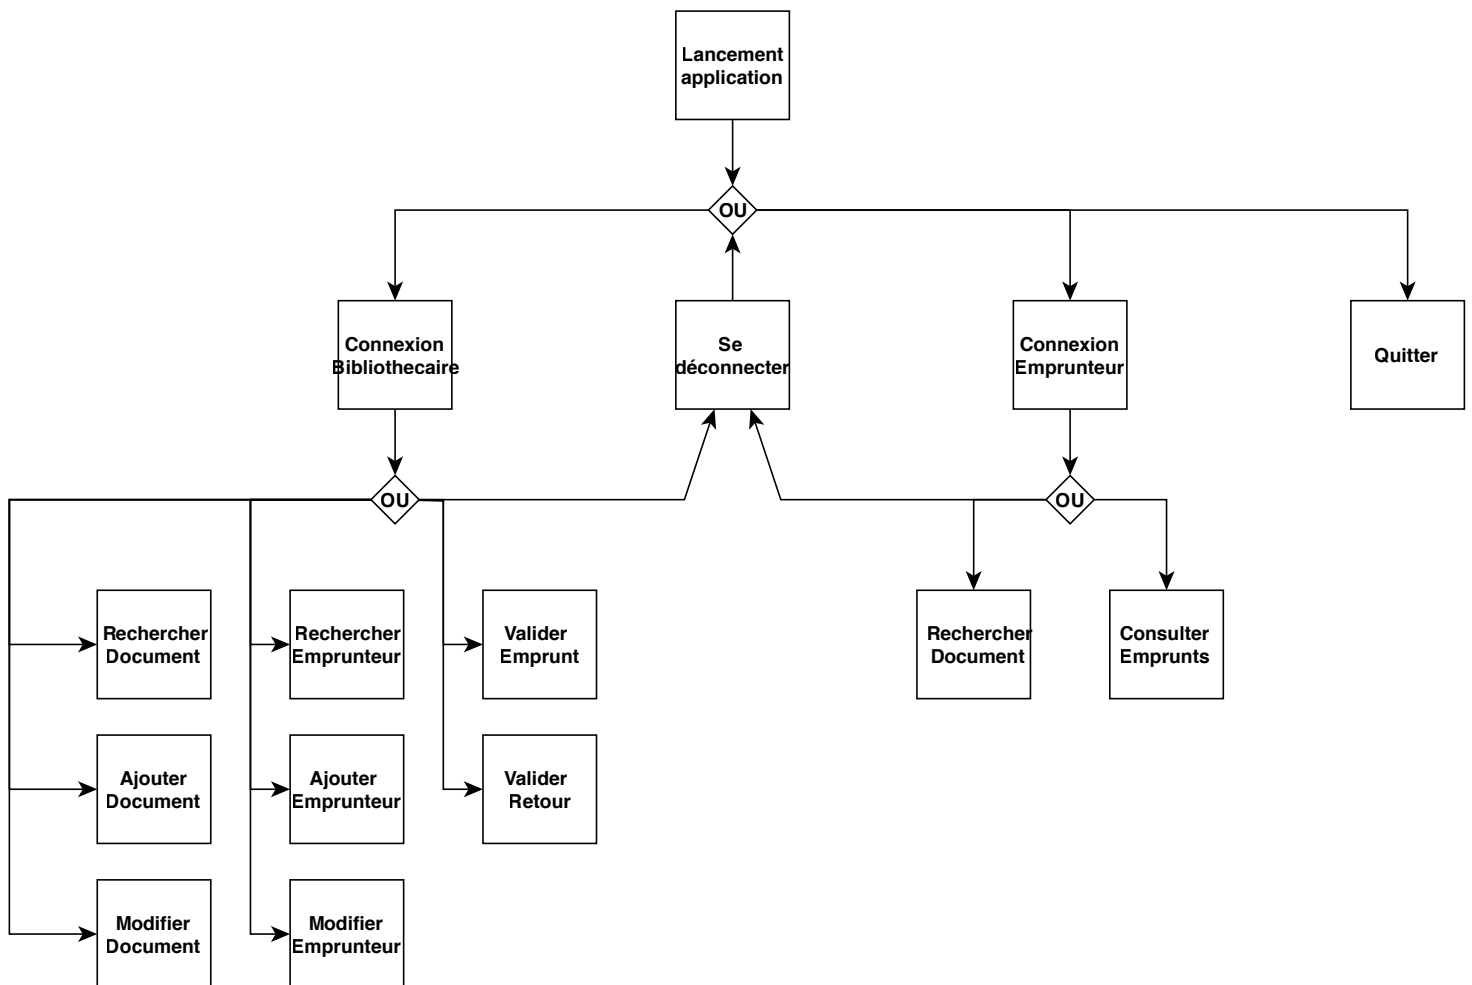 Lancement
application
OU
Connexion
Bibliothecaire
Se
déconnecter
Connexion
Emprunteur
Quitter
OU
OU
Rechercher
Document
Rechercher
Emprunteur
Valider
Emprunt
Rechercher
Document
Consulter
Emprunts
Ajouter
Document
Ajouter
Emprunteur
Valider
Retour
Modifier
Document
Modifier
Emprunteur